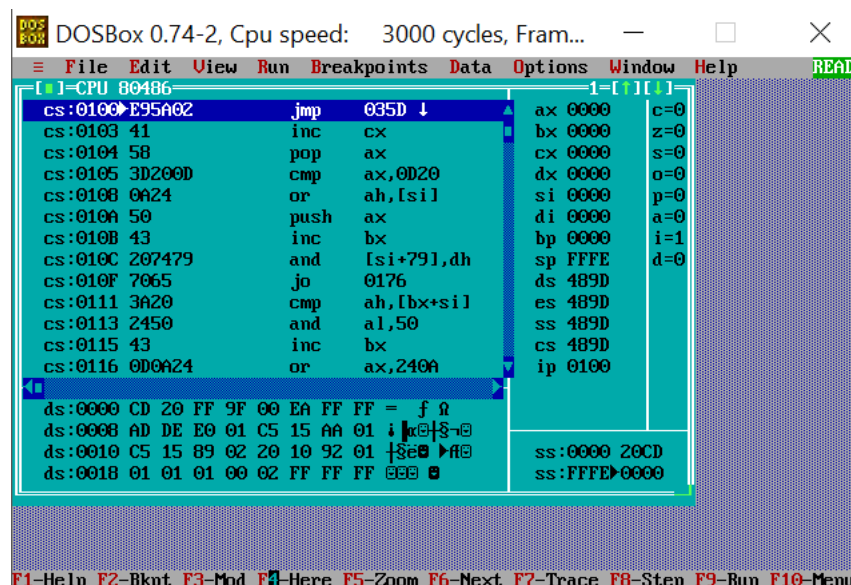 DOS BOX DOSBox 0.74-2, Cpu speed: 3000 cycles, Fram...
≡ File Edit View Run Breakpoints Data Options Window Help READ
[■]=CPU 80486 1=[↑][↓]
cs:0100►E95A02 jmp 035D ↓ ax 0000 c=0
cs:0103 41 inc cx bx 0000 z=0
cs:0104 58 pop ax cx 0000 s=0
cs:0105 3D200D cmp ax,0D20 dx 0000 o=0
cs:0108 0A24 or ah,[si] si 0000 p=0
cs:010A 50 push ax di 0000 a=0
cs:010B 43 inc bx bp 0000 i=1
cs:010C 207479 and [si+79],dh sp FFFE d=0
cs:010F 7065 jo 0176 ds 489D
cs:0111 3A20 cmp ah,[bx+si] es 489D
cs:0113 2450 and al,50 ss 489D
cs:0115 43 inc bx cs 489D
cs:0116 0D0A24 or ax,240A ip 0100
ds:0000 CD 20 FF 9F 00 EA FF FF = ƒ Ω
ds:0008 AD DE E0 01 C5 15 AA 01 ¡▐α☺┼§¬☺
ds:0010 C5 15 89 02 20 10 92 01 ┼§ë☻ ►Æ☺ ss:0000 20CD
ds:0018 01 01 01 00 02 FF FF FF ☺☺☺ ☻ ss:FFFE►0000
F1-Help F2-Bkpt F3-Mod F4-Here F5-Zoom F6-Next F7-Trace F8-Step F9-Run F10-Menu